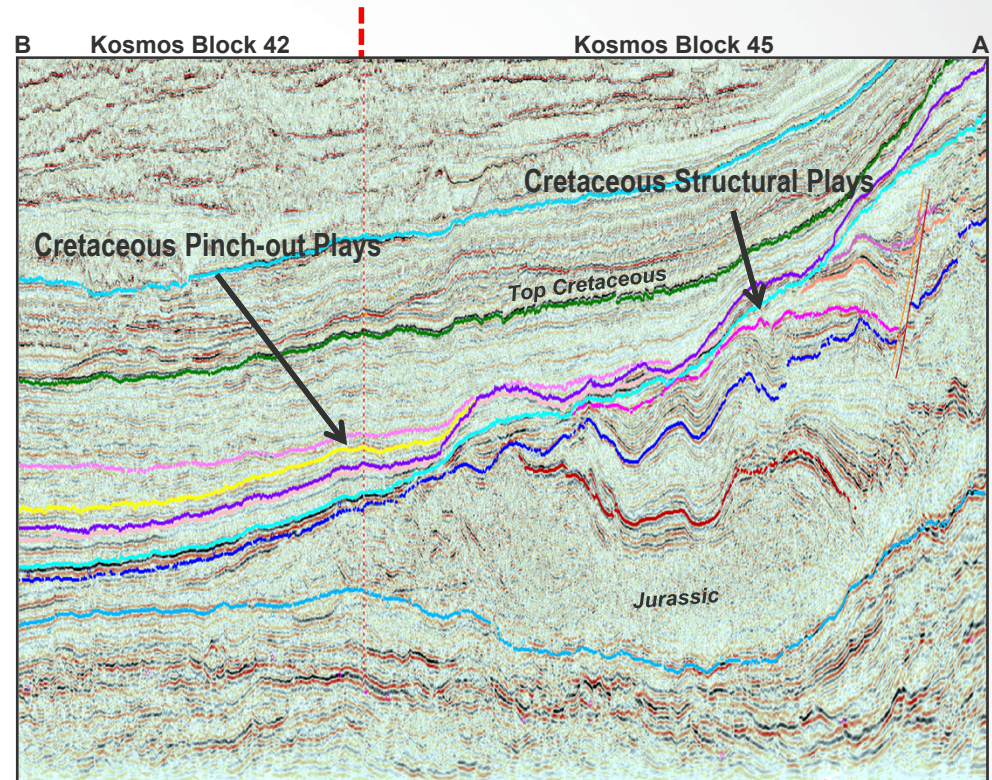 B Kosmos Block 42 Kosmos Block 45 A
Cretaceous Structural Plays
Cretaceous Pinch-out Plays
Top Cretaceous
Jurassic